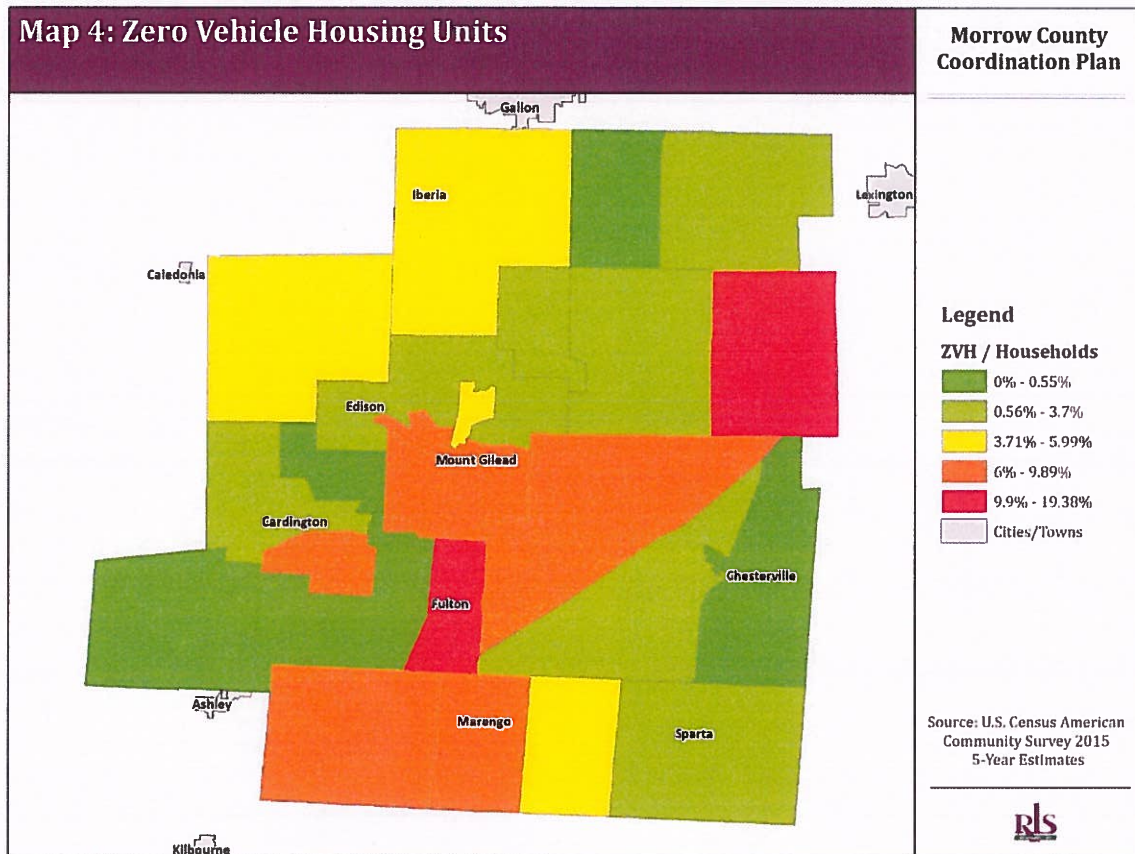 Map 4: Zero Vehicle Housing Units
Morrow County
Coordination Plan
Galion
Iberia
Lexington
Caledonia
Edison
Mount Gilead
Cardington
Chesterville
Fulton
Ashley
Marengo
Sparta
Kilbourne
Legend
ZVH / Households
0% - 0.55%
0.56% - 3.7%
3.71% - 5.99%
6% - 9.89%
9.9% - 19.38%
Cities/Towns
Source: U.S. Census American
Community Survey 2015
5-Year Estimates
RLS